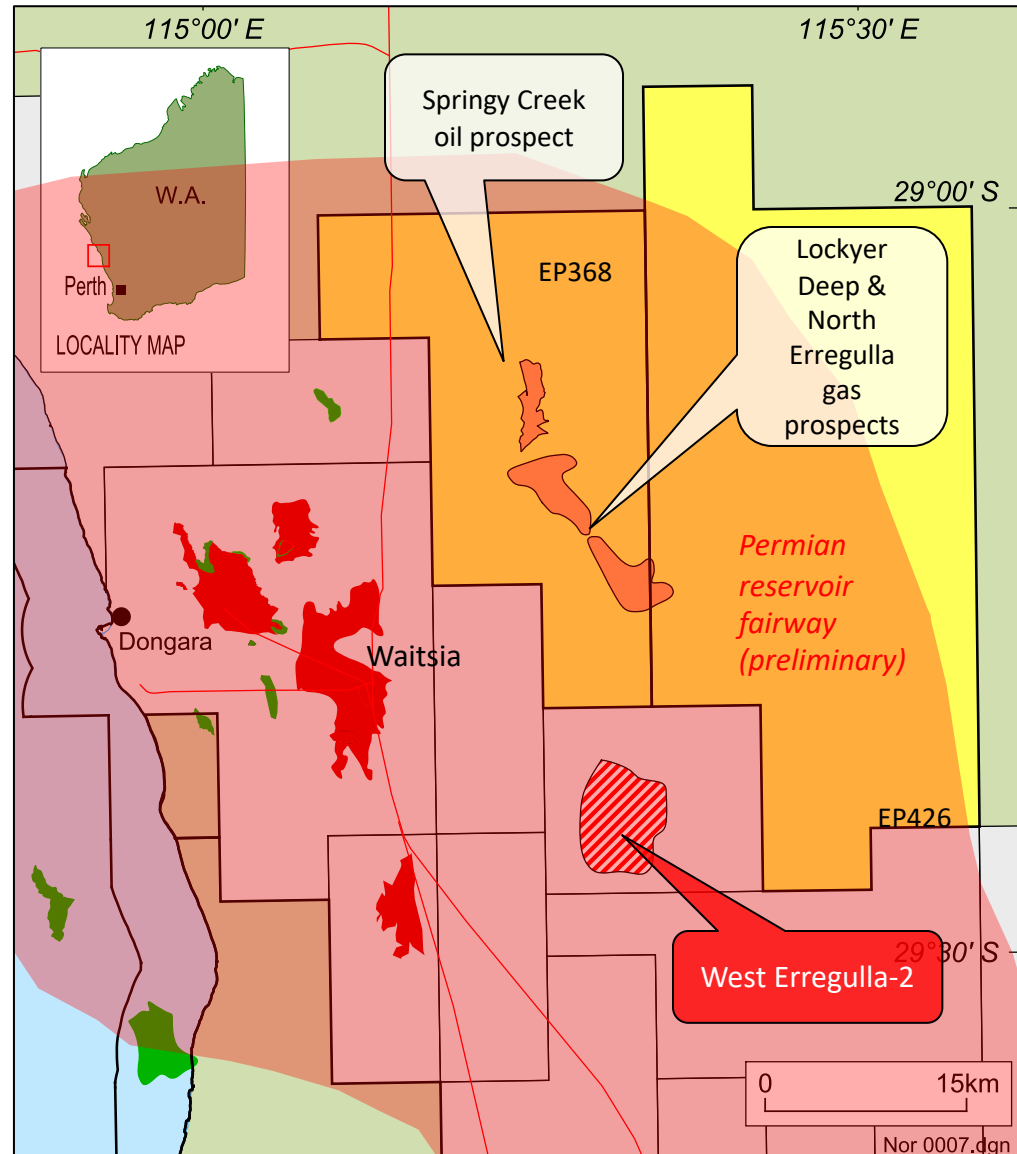 115°00' E
115°30' E
Springy Creek
oil prospect
W.A.
29°00' S
Lockyer
Deep &
North
Erregulla
gas
prospects
EP368
Perth
LOCALITY MAP
Permian
reservoir
fairway
(preliminary)
Dongara
Waitsia
EP426
29°30' S
West Erregulla-2
0
15km
Nor 0007.dgn